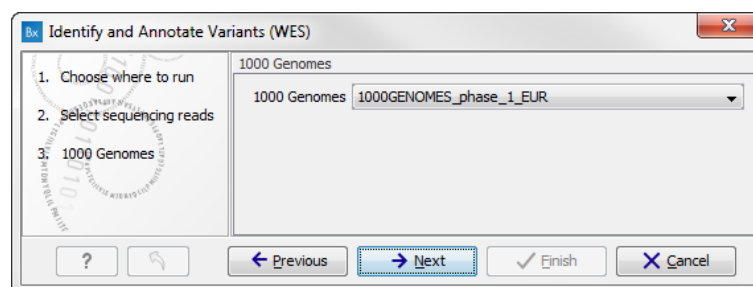 Bx Identify and Annotate Variants (WES)
X
1. Choose where to run
2. Select sequencing reads
3. 1000 Genomes
1000 Genomes
1000 Genomes 1000GENOMES_phase_1_EUR
? Previous Next Finish Cancel